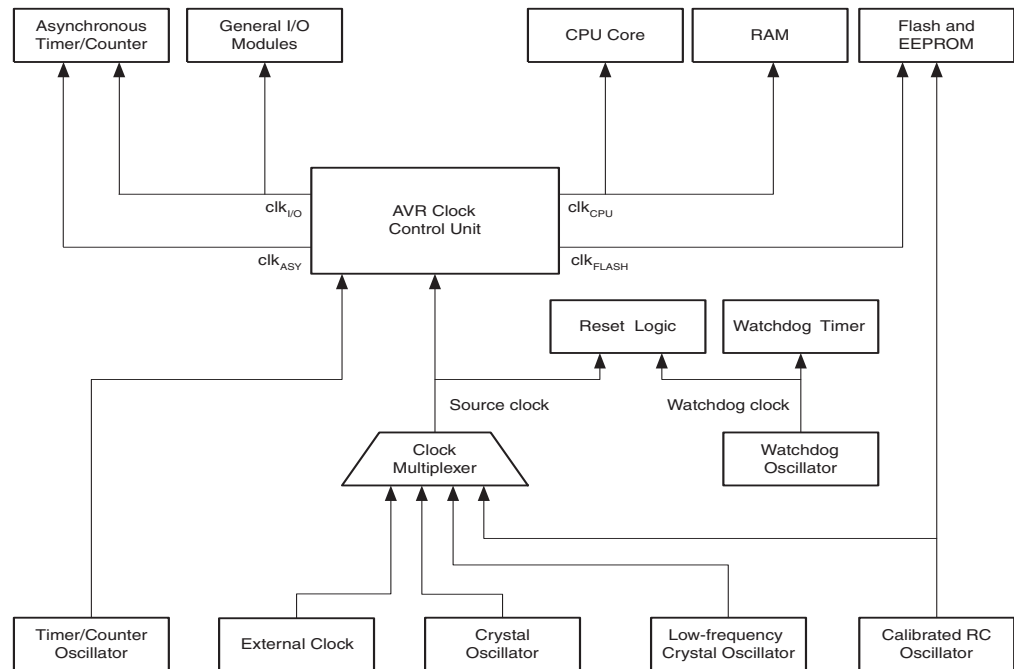 Asynchronous
Timer/Counter
General I/O
Modules
CPU Core
RAM
Flash and
EEPROM
clkI/O
AVR Clock
Control Unit
clkCPU
clkASY
clkFLASH
Reset Logic
Watchdog Timer
Source clock
Watchdog clock
Clock
Multiplexer
Watchdog
Oscillator
Timer/Counter
Oscillator
External Clock
Crystal
Oscillator
Low-frequency
Crystal Oscillator
Calibrated RC
Oscillator